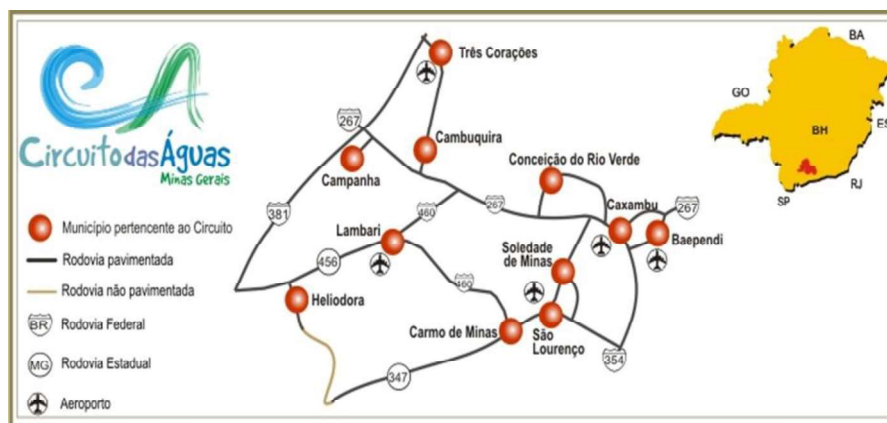 Circuito das Águas
Minas Gerais
Município pertencente ao Circuito
Rodovia pavimentada
Rodovia não pavimentada
BR
Rodovia Federal
MG
Rodovia Estadual
Aeroporto
Três Corações
267
Cambuquira
Campanha
Conceição do Rio Verde
381
460
267
Caxambu
267
Lambari
Baependi
456
Soledade
de Minas
460
Heliodora
Carmo de Minas
São
Lourenço
354
347
BA
GO
BH
ES
SP
RJ